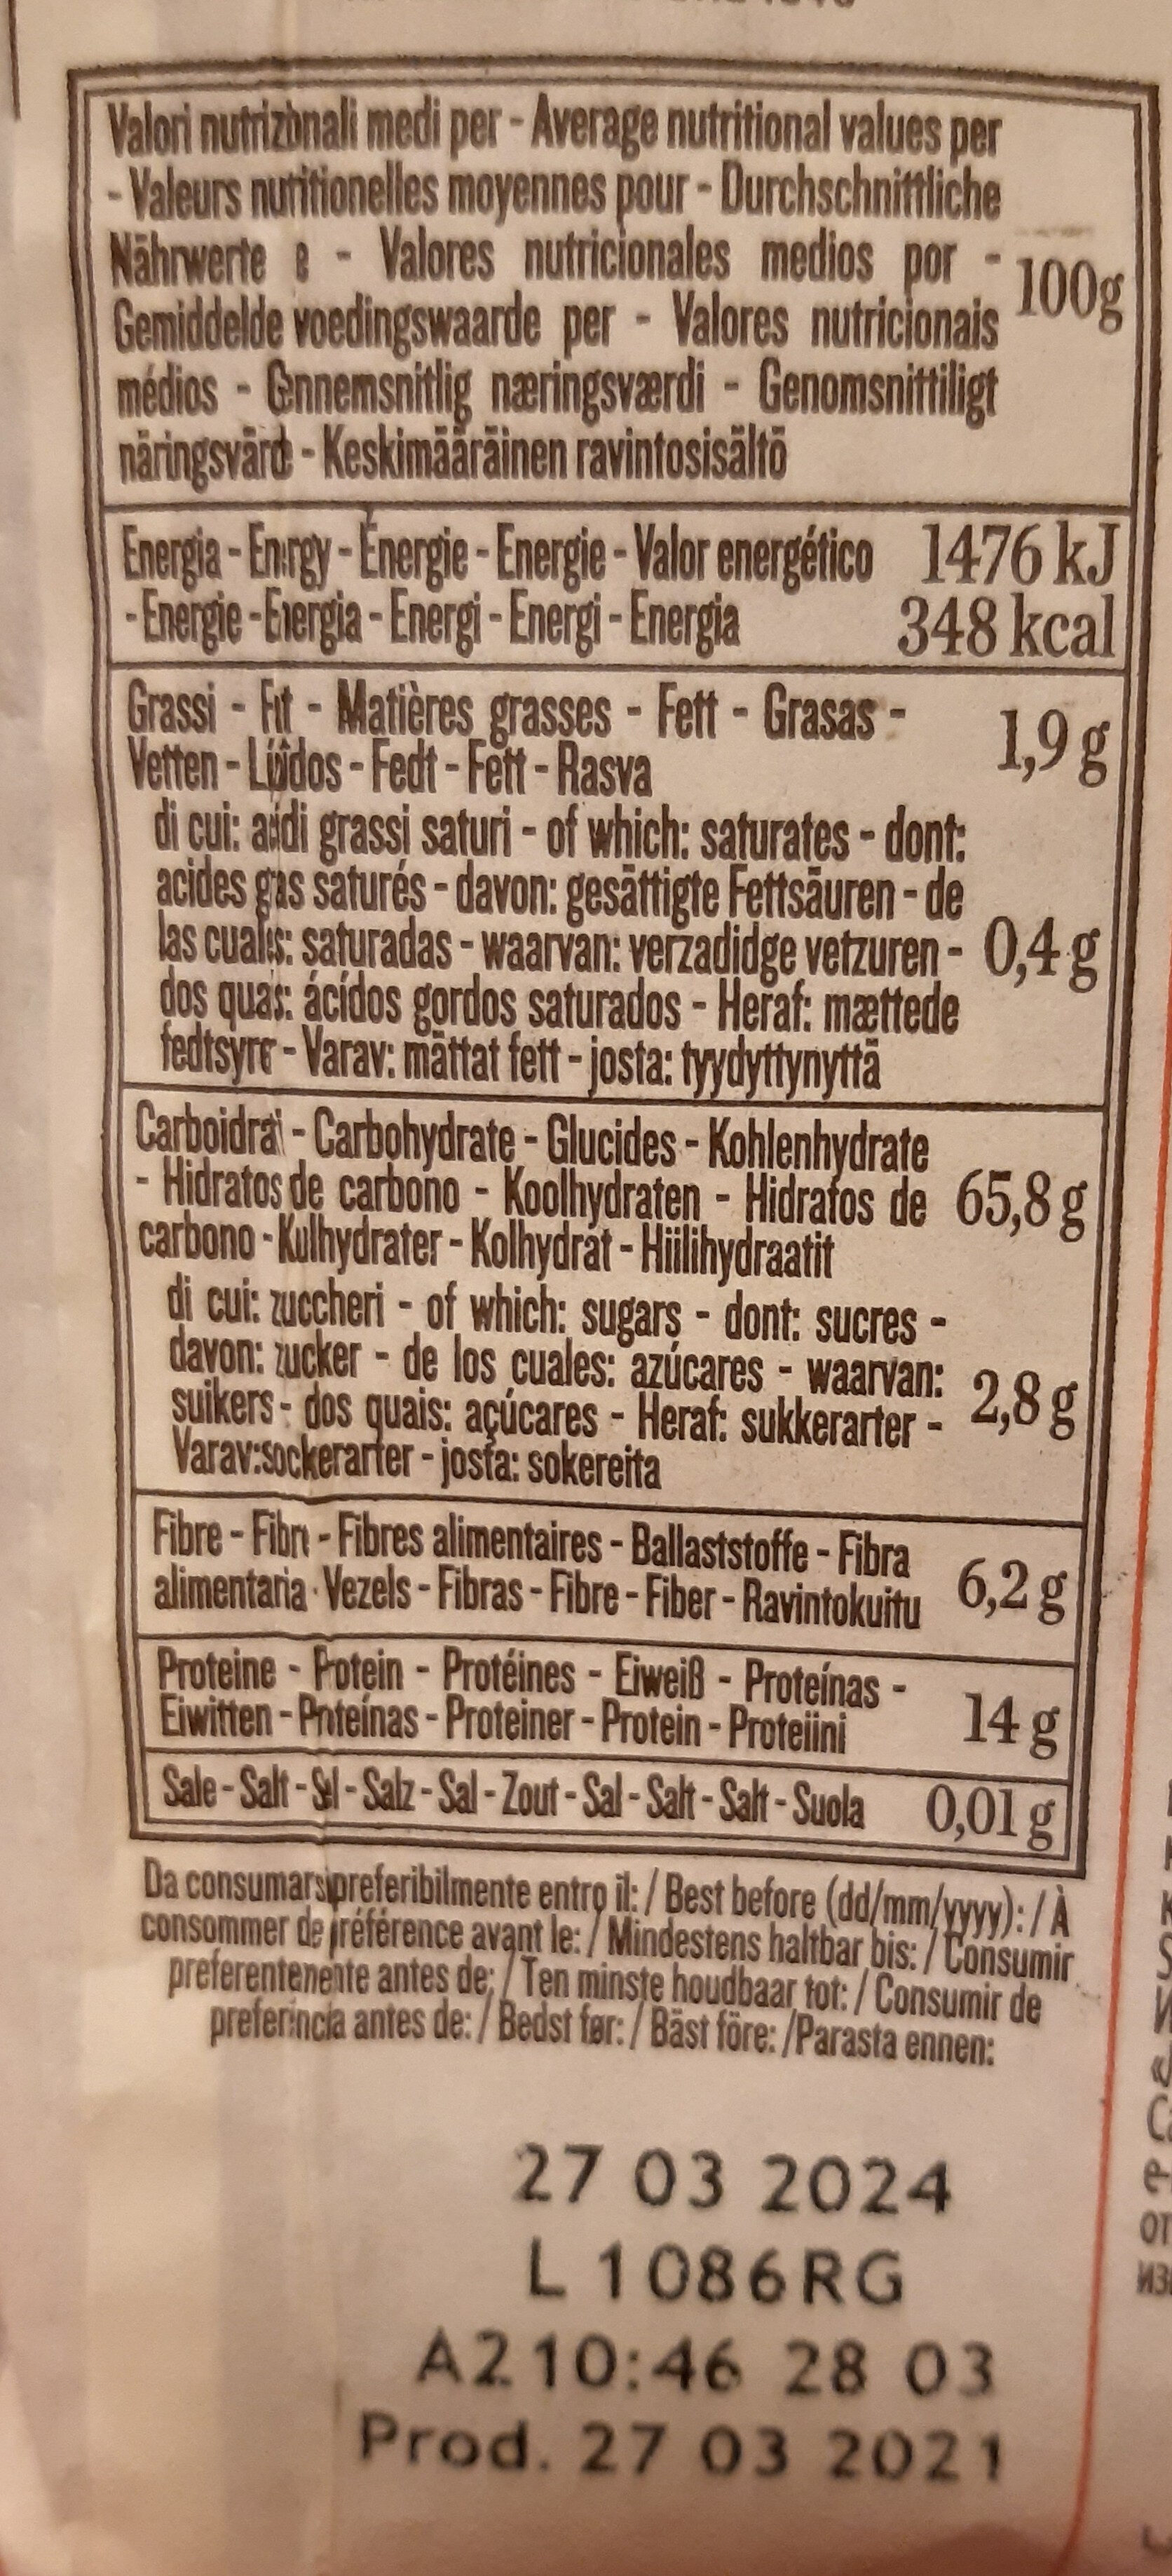 Valori nutrizionali medi per - Average nutritional values per
- Valeurs nutritionelles moyennes pour - Durchschnittliche
Nährwerte - Valores nutricionales medios por -
Gemiddelde voedingswaarde per - Valores nutricionais
100g
médios - Gennemsnitlig næringsværdi - Genomsnittiligt
näringsvärd - Keskimääräinen ravintosisältö
Energia - Energy - Énergie - Energie - Valor energético 1476 kJ
- Energie - Energia - Energi - Energi - Energia 348 kcal
Grassi - Fat - Matières grasses - Fett - Grasas -
Vetten - Lípidos - Fedt - Fett - Rasva
1,9 g
di cui: acidi grassi saturi - of which: saturates - dont:
acides gras saturés - davon: gesättigte Fettsäuren - de
las cuales: saturadas - waarvan: verzadidge vetzuren - 0,4 g
dos quais: ácidos gordos saturados - Heraf: mættede
fedtsyre - Varav: mättat fett - josta: tyydyttynyttä
Carboidrati - Carbohydrate - Glucides - Kohlenhydrate
- Hidratos de carbono - Koolhydraten - Hidratos de 65,8 g
carbono - Kulhydrater - Kolhydrat - Hiilihydraatit
di cui: zuccheri - of which: sugars - dont: sucres -
davon: zucker - de los cuales: azúcares - waarvan:
suikers - dos quais: açúcares - Heraf: sukkerarter - 2,8 g
Varav:sockerarter - josta: sokereita
Fibre - Fibre - Fibres alimentaires - Ballaststoffe - Fibra
alimentaria - Vezels - Fibras - Fibre - Fiber - Ravintokuitu
6,2 g
Proteine - Protein - Protéines - Eiweiß - Proteínas -
Eiwitten - Proteínas - Proteiner - Protein - Proteiini
14 g
Sale - Salt - Sel - Salz - Sal - Zout - Sal - Salt - Salt - Suola 0,01 g
Da consumarsi preferibilmente entro il: / Best before (dd/mm/yyyy): / À
consommer de préférence avant le: / Mindestens haltbar bis: / Consumir
preferentemente antes de: / Ten minste houdbaar tot: / Consumir de
preferência antes de: / Bedst før: / Bäst före: /Parasta ennen:
27 03 2024
L 1086RG
A2 10:46 28 03
Prod. 27 03 2021